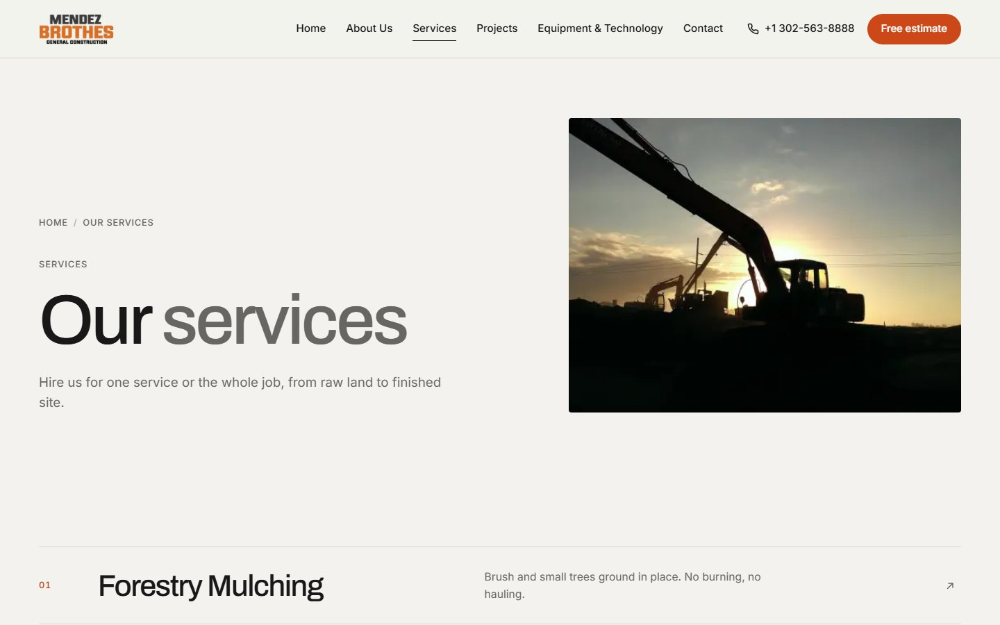 MENDEZ
BROTHES
GENERAL CONSTRUCTION
Home
About Us
Services
Projects
Equipment & Technology
Contact
+1 302-563-8888
Free estimate
HOME / OUR SERVICES
SERVICES
Our services
Hire us for one service or the whole job, from raw land to finished
site.
01
Forestry Mulching
Brush and small trees ground in place. No burning, no
hauling.